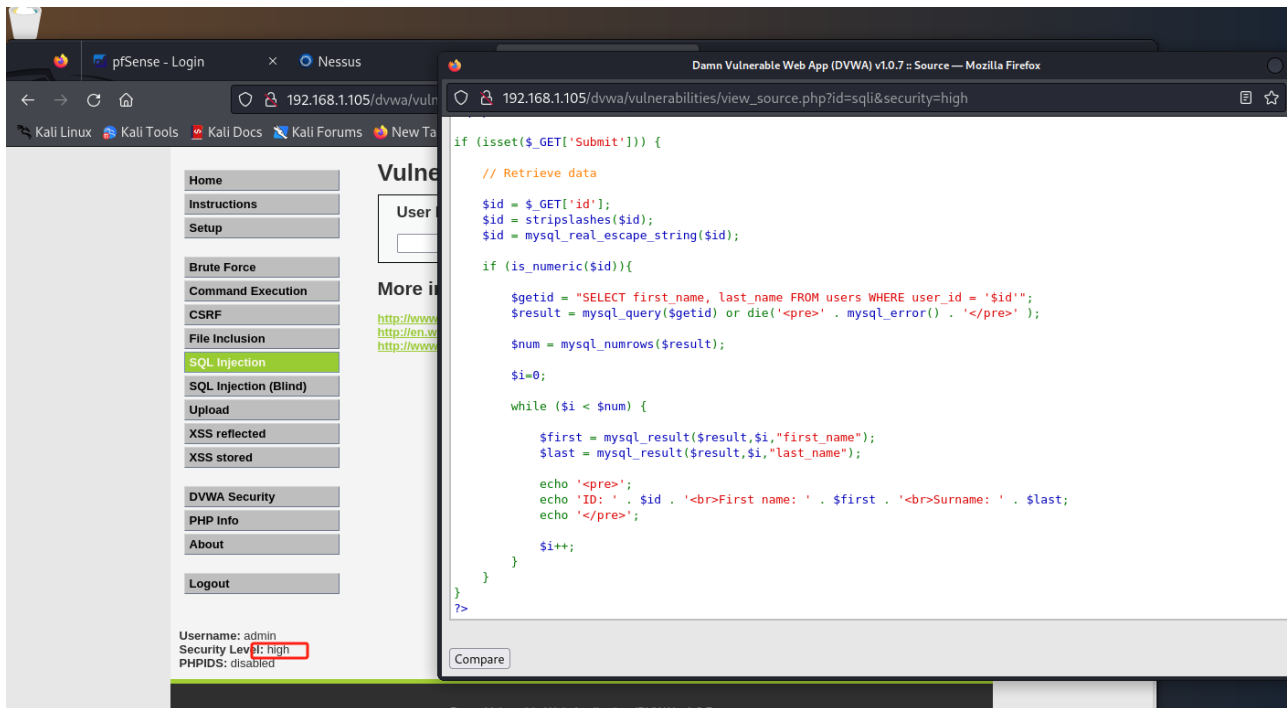 pfSense - Login
Nessus
192.168.1.105/dvwa/vuln
Kali Linux
Kali Tools
Kali Docs
Kali Forums
New Ta
Home
Instructions
Setup
Brute Force
Command Execution
CSRF
File Inclusion
SQL Injection
SQL Injection (Blind)
Upload
XSS reflected
XSS stored
DVWA Security
PHP Info
About
Logout
Username: admin
Security Level: high
PHPIDS: disabled
Vulne
User I
More i
http://www
http://en.w
http://www
Damn Vulnerable Web App (DVWA) v1.0.7 :: Source — Mozilla Firefox
192.168.1.105/dvwa/vulnerabilities/view_source.php?id=sqli&security=high
if (isset($_GET['Submit'])) {
// Retrieve data
$id = $_GET['id'];
$id = stripslashes($id);
$id = mysql_real_escape_string($id);
if (is_numeric($id)){
$getid = "SELECT first_name, last_name FROM users WHERE user_id = '$id'";
$result = mysql_query($getid) or die('<pre>' . mysql_error() . '</pre>' );
$num = mysql_numrows($result);
$i=0;
while ($i < $num) {
$first = mysql_result($result,$i,"first_name");
$last = mysql_result($result,$i,"last_name");
echo '<pre>';
echo 'ID: ' . $id . '<br>First name: ' . $first . '<br>Surname: ' . $last;
echo '</pre>';
$i++;
}
}
}
?>
Compare